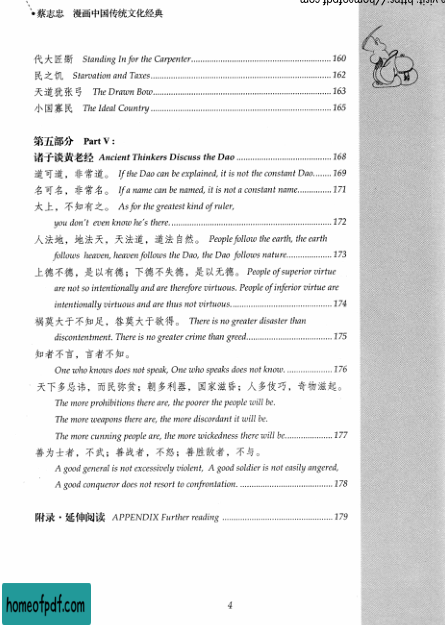 •蔡志忠 漫画中国传统文化经典
代大匠斲 Standing In for the Carpenter....................160
民之饥 Starvation and Taxes....................162
天道犹张弓 The Drawn Bow....................163
小国寡民 The Ideal Country....................165
第五部分 Part V:
诸子谈黄老经 Ancient Thinkers Discuss the Dao....................168
道可道，非常道。 If the Dao can be explained, it is not the constant Dao........169
名可名，非常名。 If a name can be named, it is not a constant name...............171
太上，不知有之。 As for the greatest kind of ruler,
you don't even know he's there....................172
人法地，地法天，天法道，道法自然。 People follow the earth, the earth
follows heaven, heaven follows the Dao, the Dao follows nature....................173
上德不德，是以有德；下德不失德，是以无德。 People of superior virtue
are not so intentionally and are therefore virtuous. People of inferior virtue are
intentionally virtuous and are thus not virtuous....................174
祸莫大于不知足，咎莫大于欲得。 There is no greater disaster than
discontentment. There is no greater crime than greed....................175
知者不言，言者不知。
One who knows does not speak, One who speaks does not know. ....................176
天下多忌讳，而民弥贫；朝多利器，国家滋昏；人多伎巧，奇物滋起。
The more prohibitions there are, the poorer the people will be.
The more weapons there are, the more discordant it will be.
The more cunning people are, the more wickedness there will be....................177
善为士者，不武；善战者，不怒；善胜敌者，不与。
A good general is not excessively violent, A good soldier is not easily angered,
A good conqueror does not resort to confrontation. ....................178
附录·延伸阅读 APPENDIX Further reading ....................179
4
homeofpdf.com